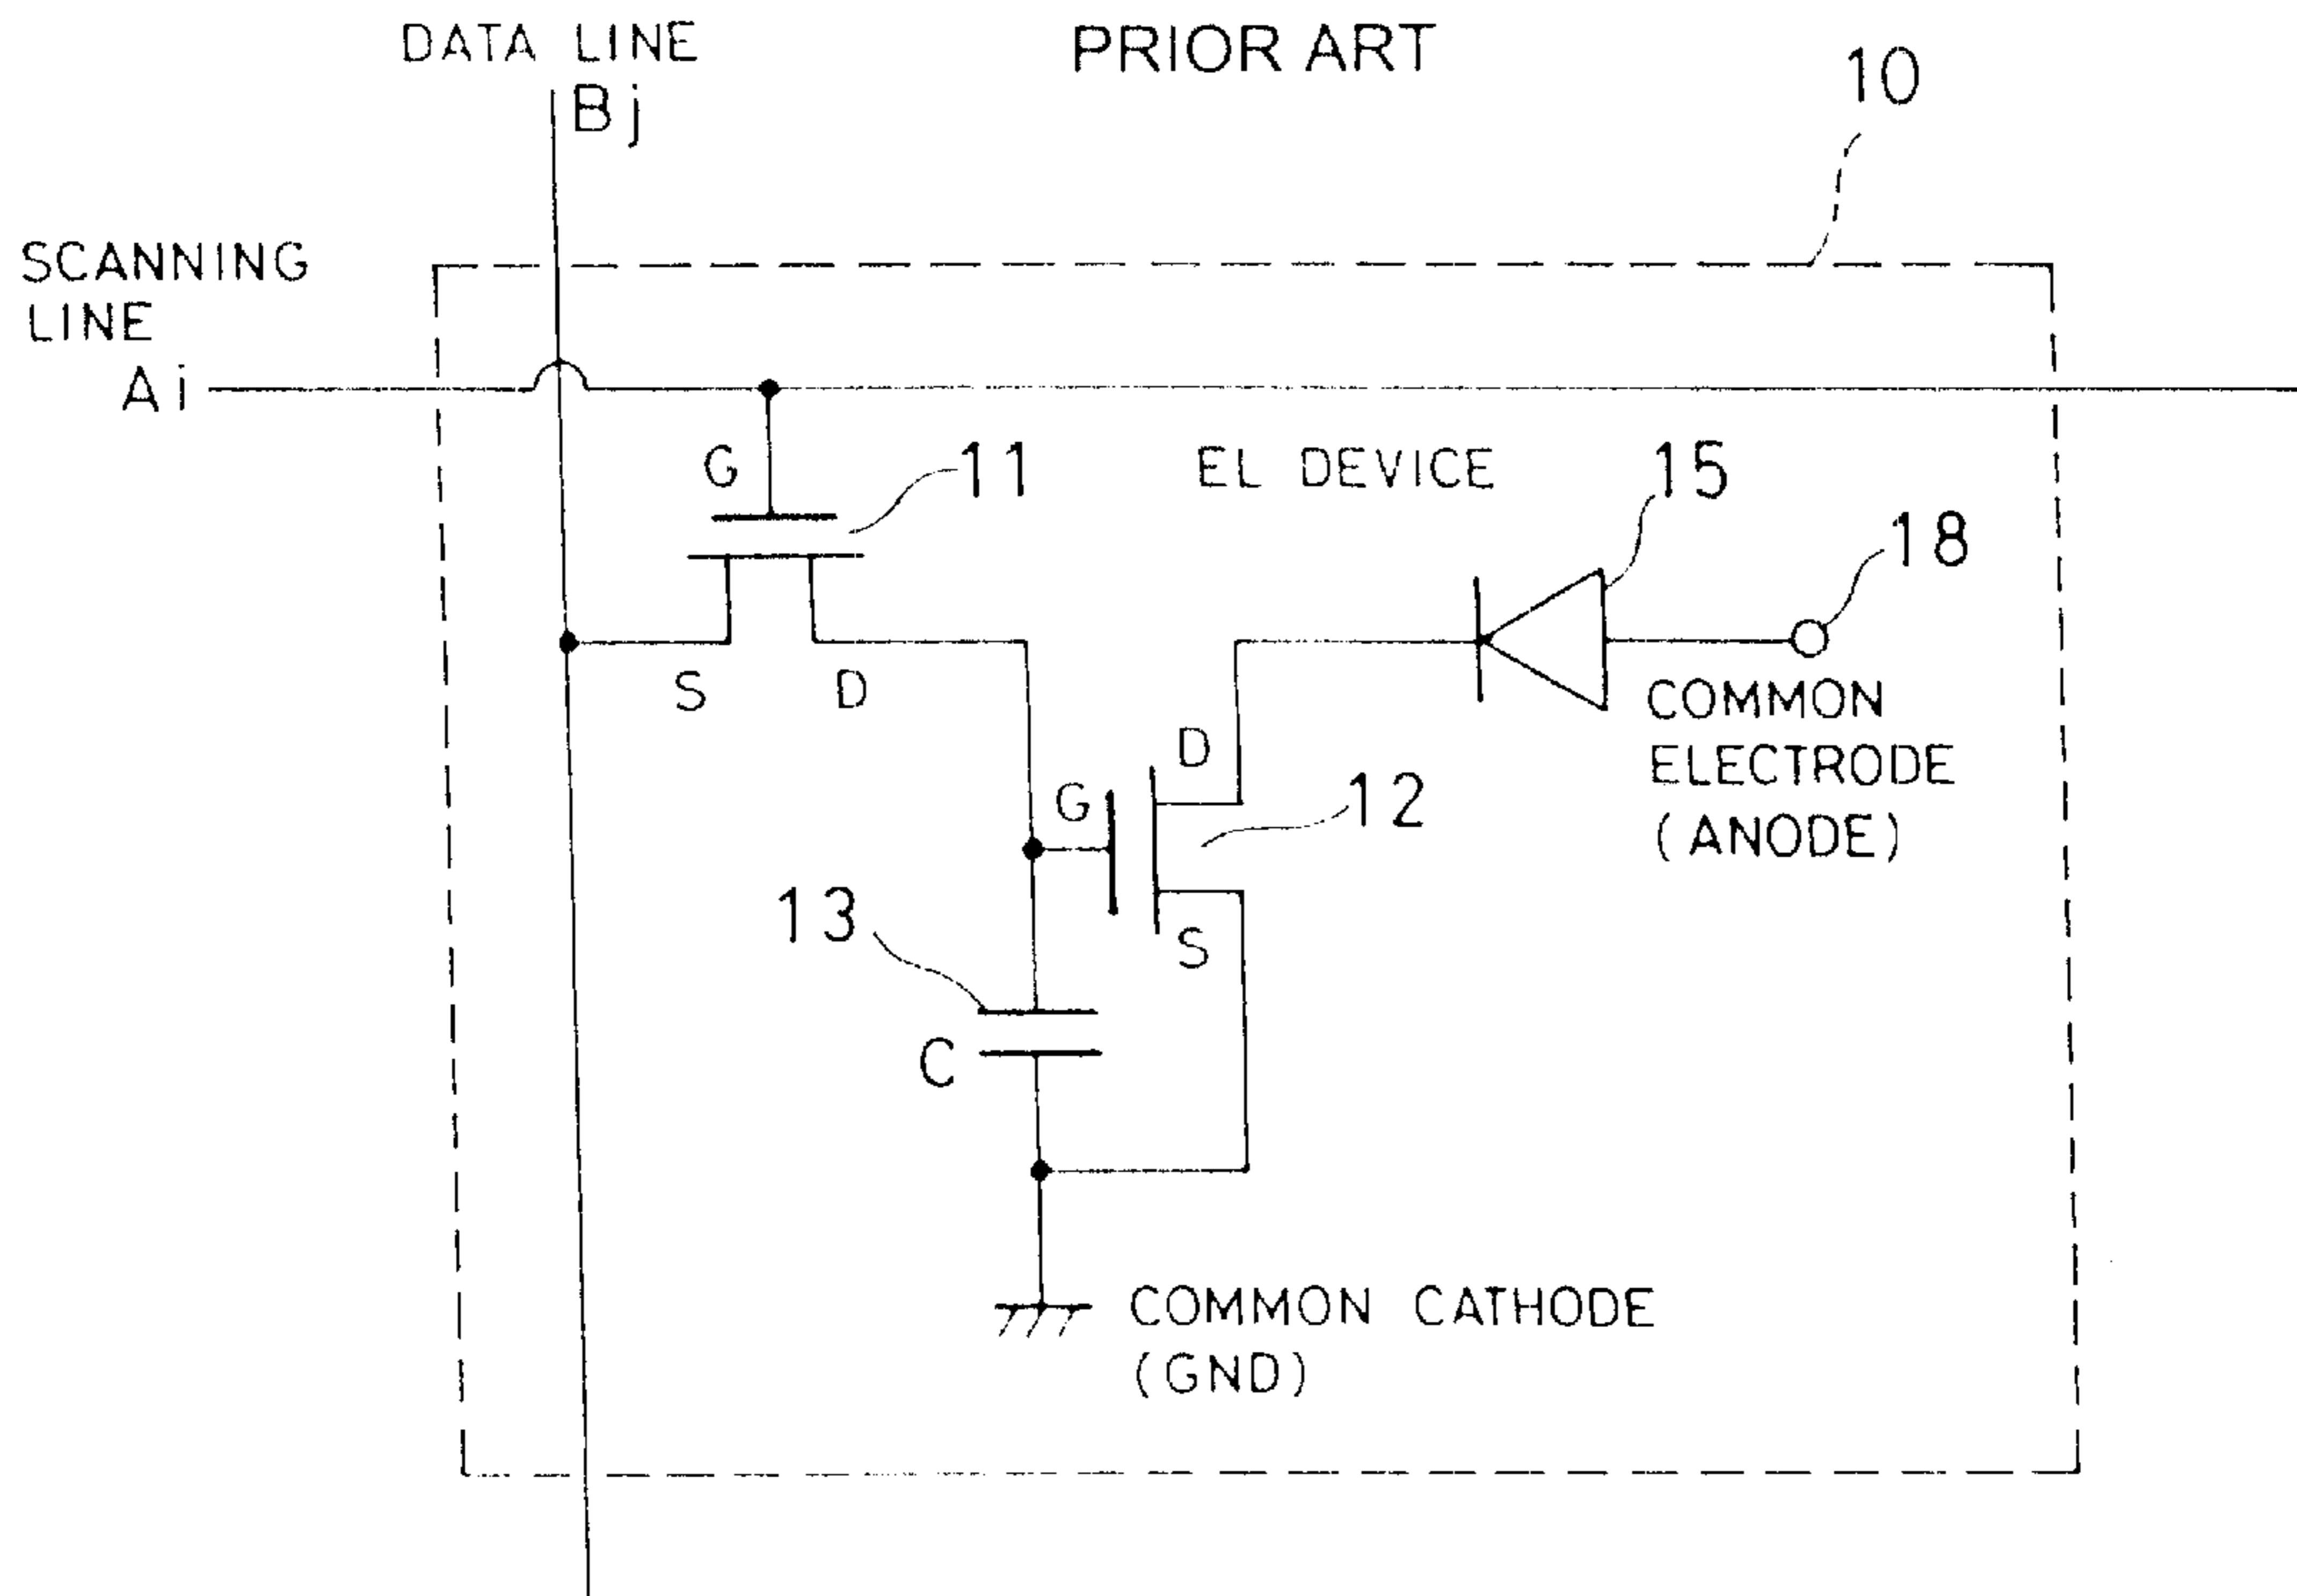 DATA LINE
Bj
PRIOR ART
10
SCANNING
LINE
Ai
G
11
EL DEVICE
15
18
S
D
COMMON
ELECTRODE
(ANODE)
D
G
12
13
S
C
COMMON CATHODE
(GND)